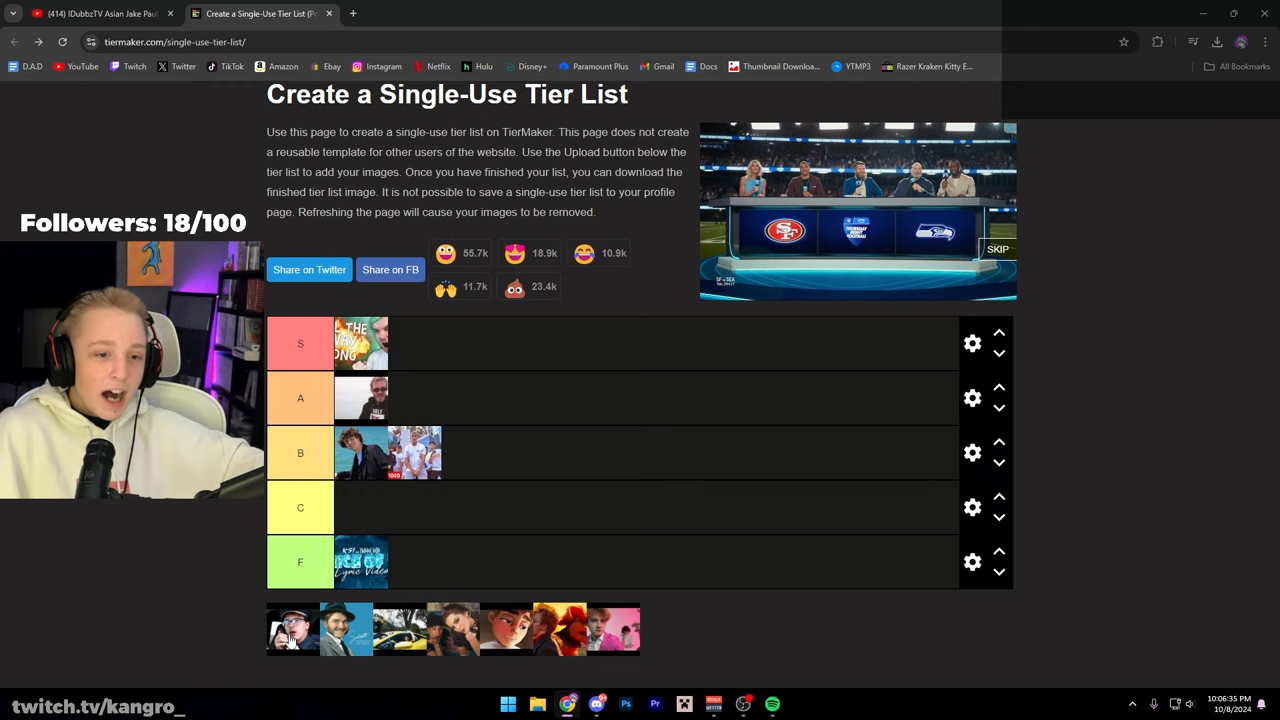 (414) IDubbzTV Asian Jake Pau
Create a Single-Use Tier List (P
tiermaker.com/single-use-tier-list/
D.A.D YouTube Twitch Twitter TikTok Amazon Ebay Instagram Netflix Hulu Disney+ Paramount Plus Gmail Docs Thumbnail Downloa... YTMP3 Razer Kraken Kitty E... All Bookmarks
Create a Single-Use Tier List
Use this page to create a single-use tier list on TierMaker. This page does not create
a reusable template for other users of the website. Use the Upload button below the
tier list to add your images. Once you have finished your list, you can download the
finished tier list image. It is not possible to save a single-use tier list to your profile
page. Refreshing the page will cause your images to be removed.
SKIP
Followers: 18/100
Share on Twitter Share on FB
55.7k 18.9k 10.9k
11.7k 23.4k
S
A
B
C
F
Lyric Video
twitch.tv/kangro_
10:06:35 PM
10/8/2024